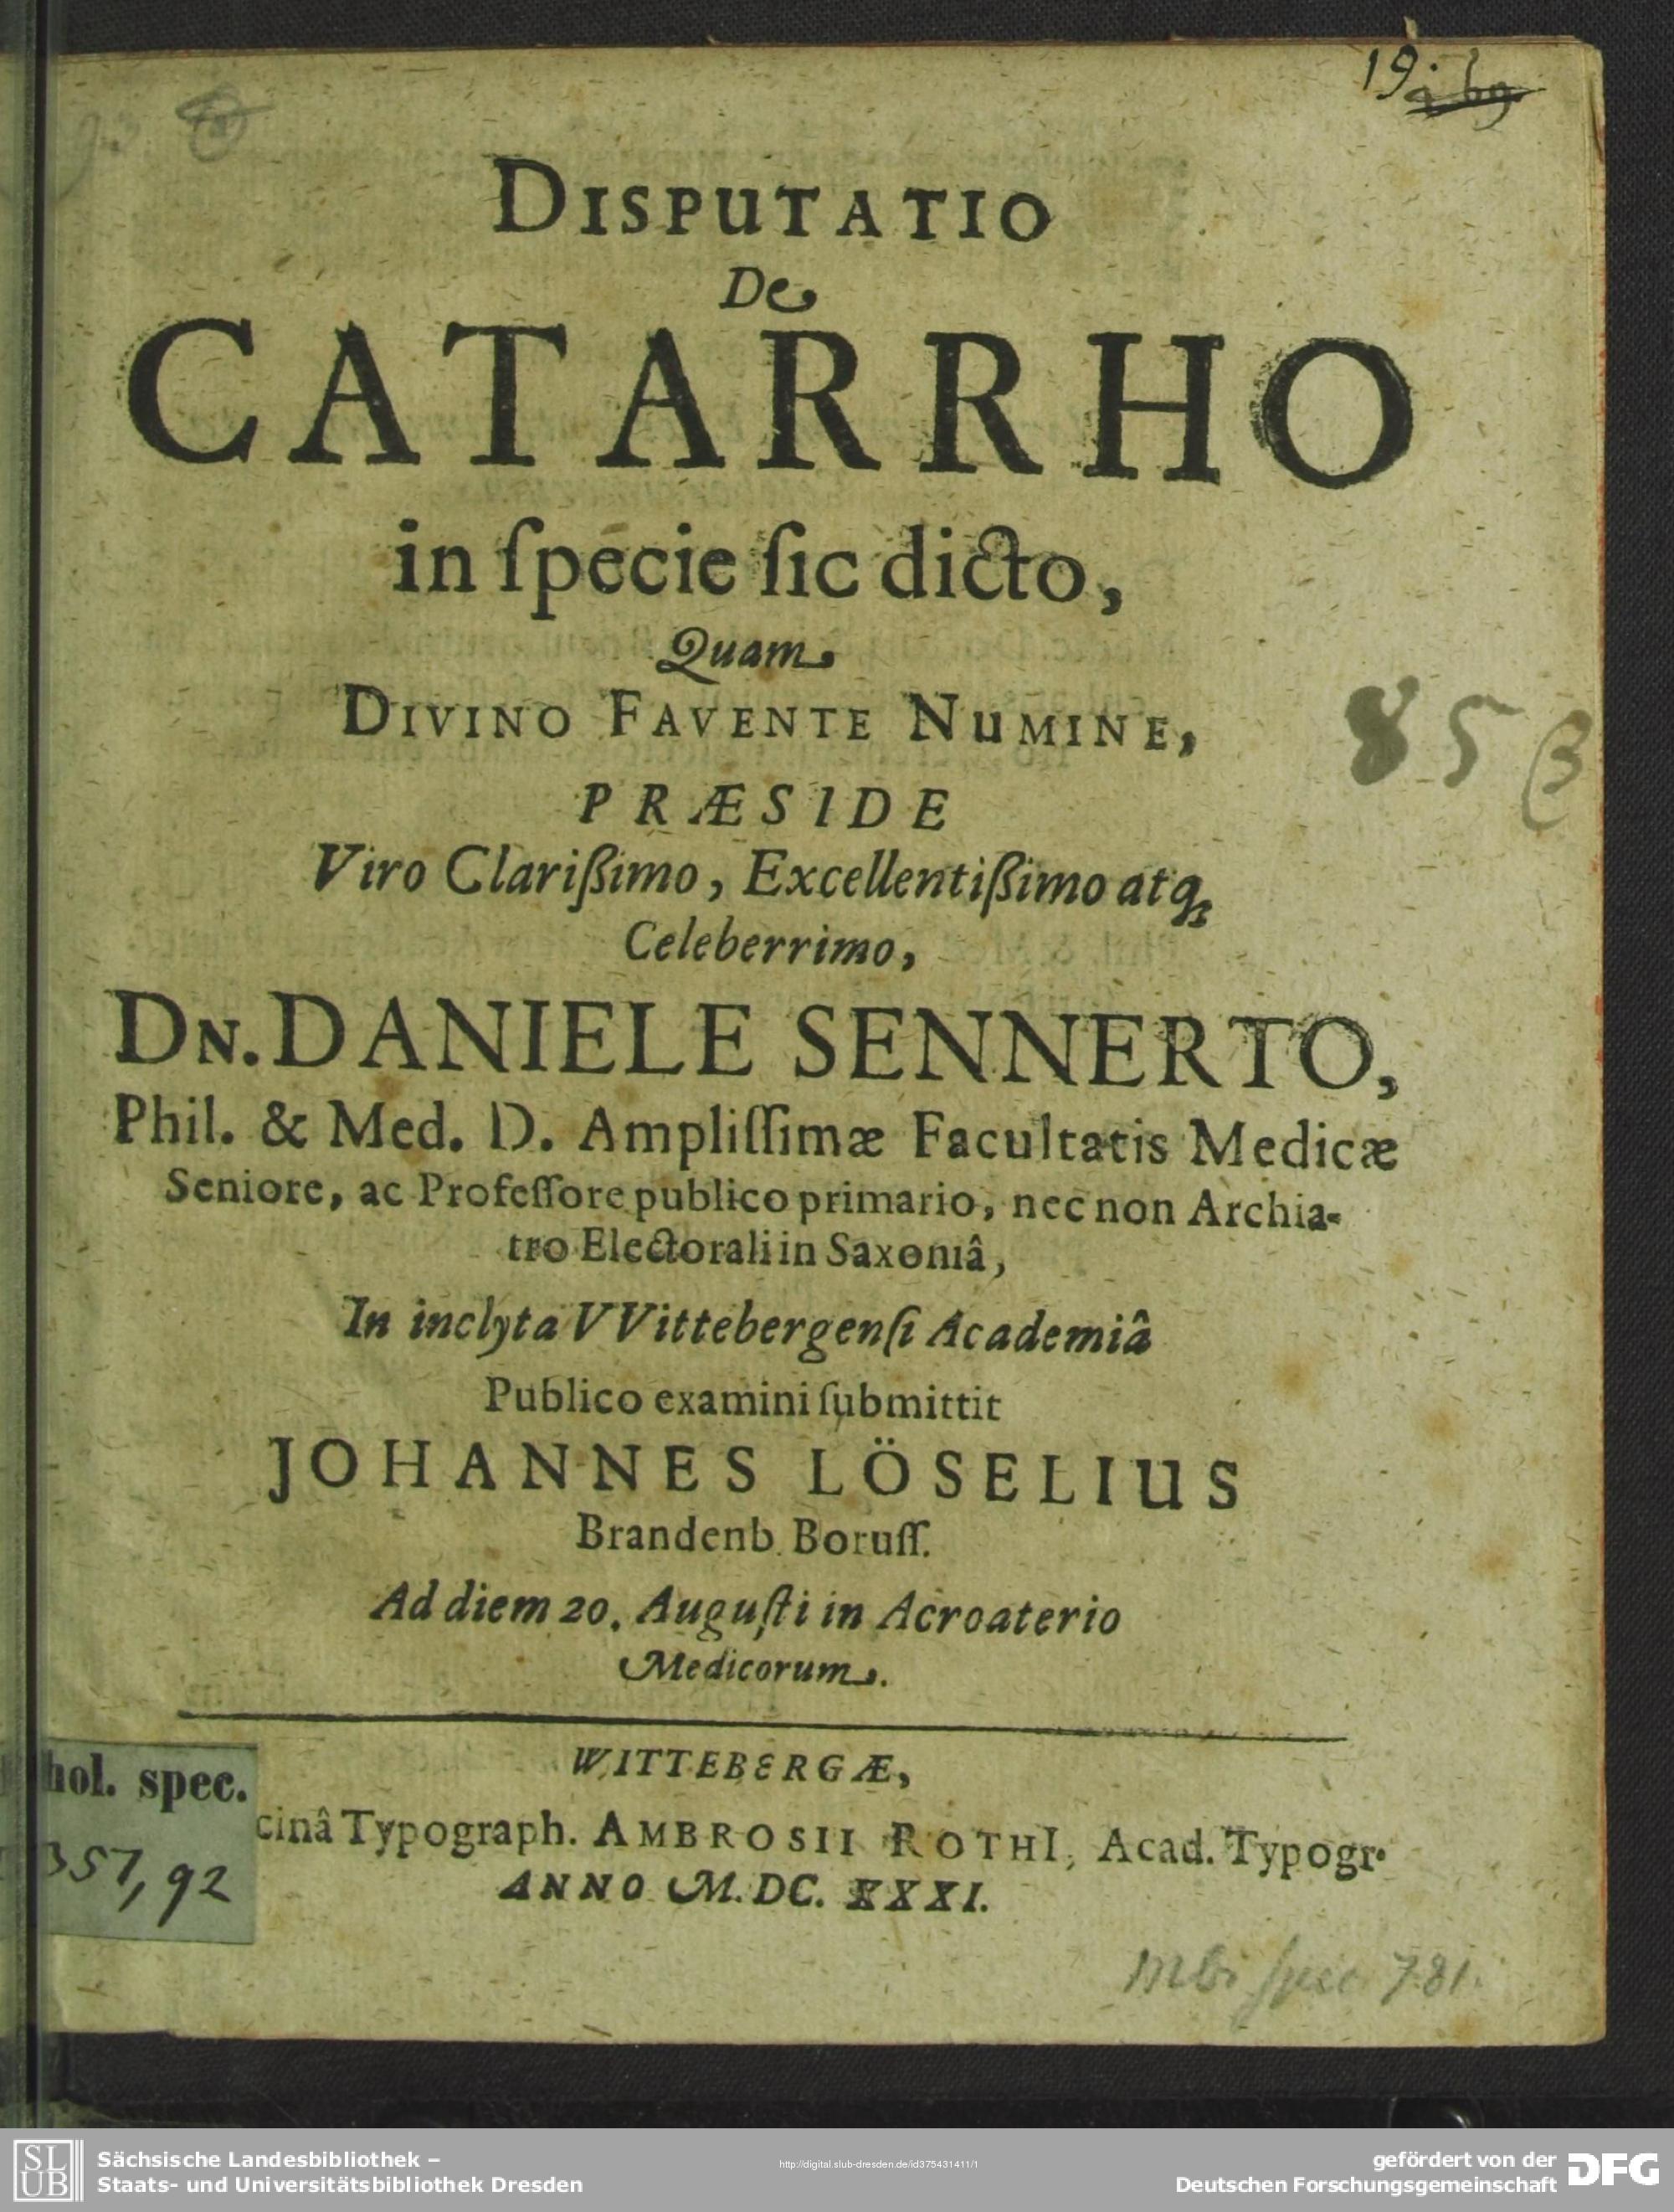 19.
DISPUTATIO
De
CATARRHO
in ſpecie ſic dicto,
Quam
DIVINO FAVENTE NUMINE,
PRÆSIDE
Viro Clarißimo, Excellentißimo atq;
Celeberrimo,
DN. DANIELE SENNERTO,
Phil. & Med. D. Ampliſſimæ Facultatis Medicæ
Seniore, ac Profeſſore publico primario, nec non Archia-
tro Electorali in Saxoniâ,
In inclyta VVittebergenſi Academiâ
Publico examini ſubmittit
JOHANNES LÖSELIUS
Brandenb. Boruſſ.
Ad diem 20. Auguſti in Acroaterio
Medicorum.
WITTEBERGÆ,
cinâ Typograph. AMBROSII ROTHI, Acad. Typogr.
ANNO M. DC. XXXI.
85
hol. spec.
357,92
781.
Sächsische Landesbibliothek –
Staats- und Universitätsbibliothek Dresden
http://digital.slub-dresden.de/id375431411/1
gefördert von der
Deutschen Forschungsgemeinschaft
SLUB
DFG